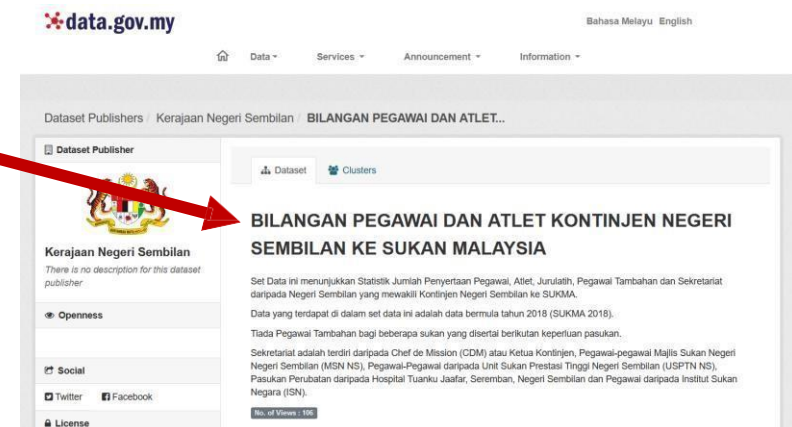 data.gov.my
Bahasa Melayu English
Data Services Announcement Information
Dataset Publishers / Kerajaan Negeri Sembilan / BILANGAN PEGAWAI DAN ATLET...
Dataset Publisher
Kerajaan Negeri Sembilan
There is no description for this dataset
publisher
Openness
Social
Twitter Facebook
License
Dataset Clusters
BILANGAN PEGAWAI DAN ATLET KONTINJEN NEGERI
SEMBILAN KE SUKAN MALAYSIA
Set Data ini menunjukkan Statistik Jumlah Penyertaan Pegawai, Atlet, Jurulatih, Pegawai Tambahan dan Sekretariat
daripada Negeri Sembilan yang mewakili Kontinjen Negeri Sembilan ke SUKMA.
Data yang terdapat di dalam set data ini adalah data bermula tahun 2018 (SUKMA 2018).
Tiada Pegawai Tambahan bagi beberapa sukan yang disertai berikutan keperluan pasukan.
Sekretariat adalah terdiri daripada Chef de Mission (CDM) atau Ketua Kontinjen, Pegawai-pegawai Majlis Sukan Negeri
Negeri Sembilan (MSN NS), Pegawai-Pegawai daripada Unit Sukan Prestasi Tinggi Negeri Sembilan (USPTN NS),
Pasukan Perubatan daripada Hospital Tuanku Jaafar, Seremban, Negeri Sembilan dan Pegawai daripada Institut Sukan
Negara (ISN).
No. of Views : 106